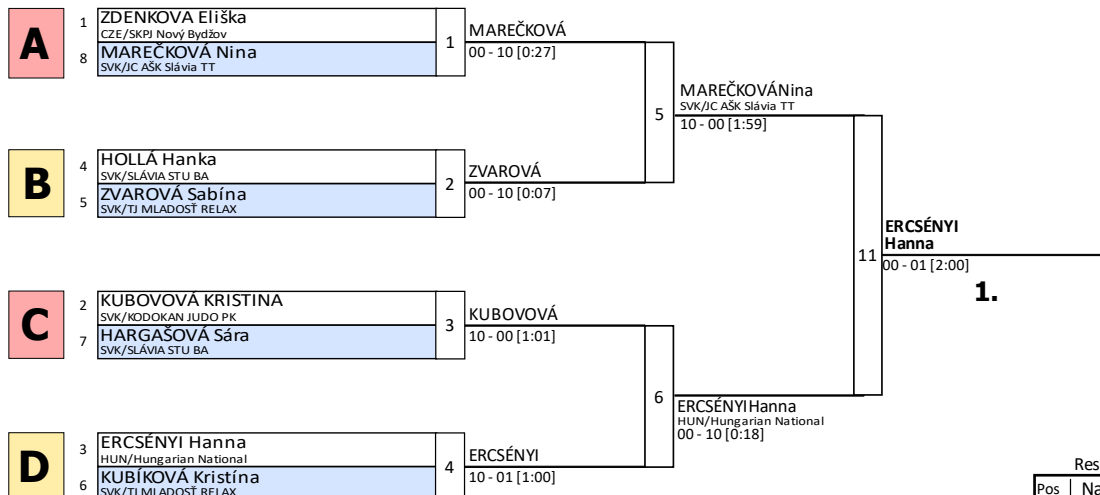 A
1 ZDENKOVA Eliška
CZE/SKPJ Nový Bydžov
8 MAREČKOVÁ Nina
SVK/JC AŠK Slávia TT
1
MAREČKOVÁ
00 - 10 [0:27]
B
4 HOLLÁ Hanka
SVK/SLÁVIA STU BA
5 ZVAROVÁ Sabína
SVK/TJ MLADOSŤ RELAX
2
ZVAROVÁ
00 - 10 [0:07]
5
MAREČKOVÁNina
SVK/JC AŠK Slávia TT
10 - 00 [1:59]
C
2 KUBOVOVÁ KRISTINA
SVK/KODOKAN JUDO PK
7 HARGAŠOVÁ Sára
SVK/SLÁVIA STU BA
3
KUBOVOVÁ
10 - 00 [1:01]
D
3 ERCSÉNYI Hanna
HUN/Hungarian National
6 KUBÍKOVÁ Kristína
SVK/TJ MLADOSŤ RELAX
4
ERCSÉNYI
10 - 01 [1:00]
6
ERCSÉNYIHanna
HUN/Hungarian National
00 - 10 [0:18]
11
ERCSÉNYI
Hanna
00 - 01 [2:00]
1.
Res
Pos Na